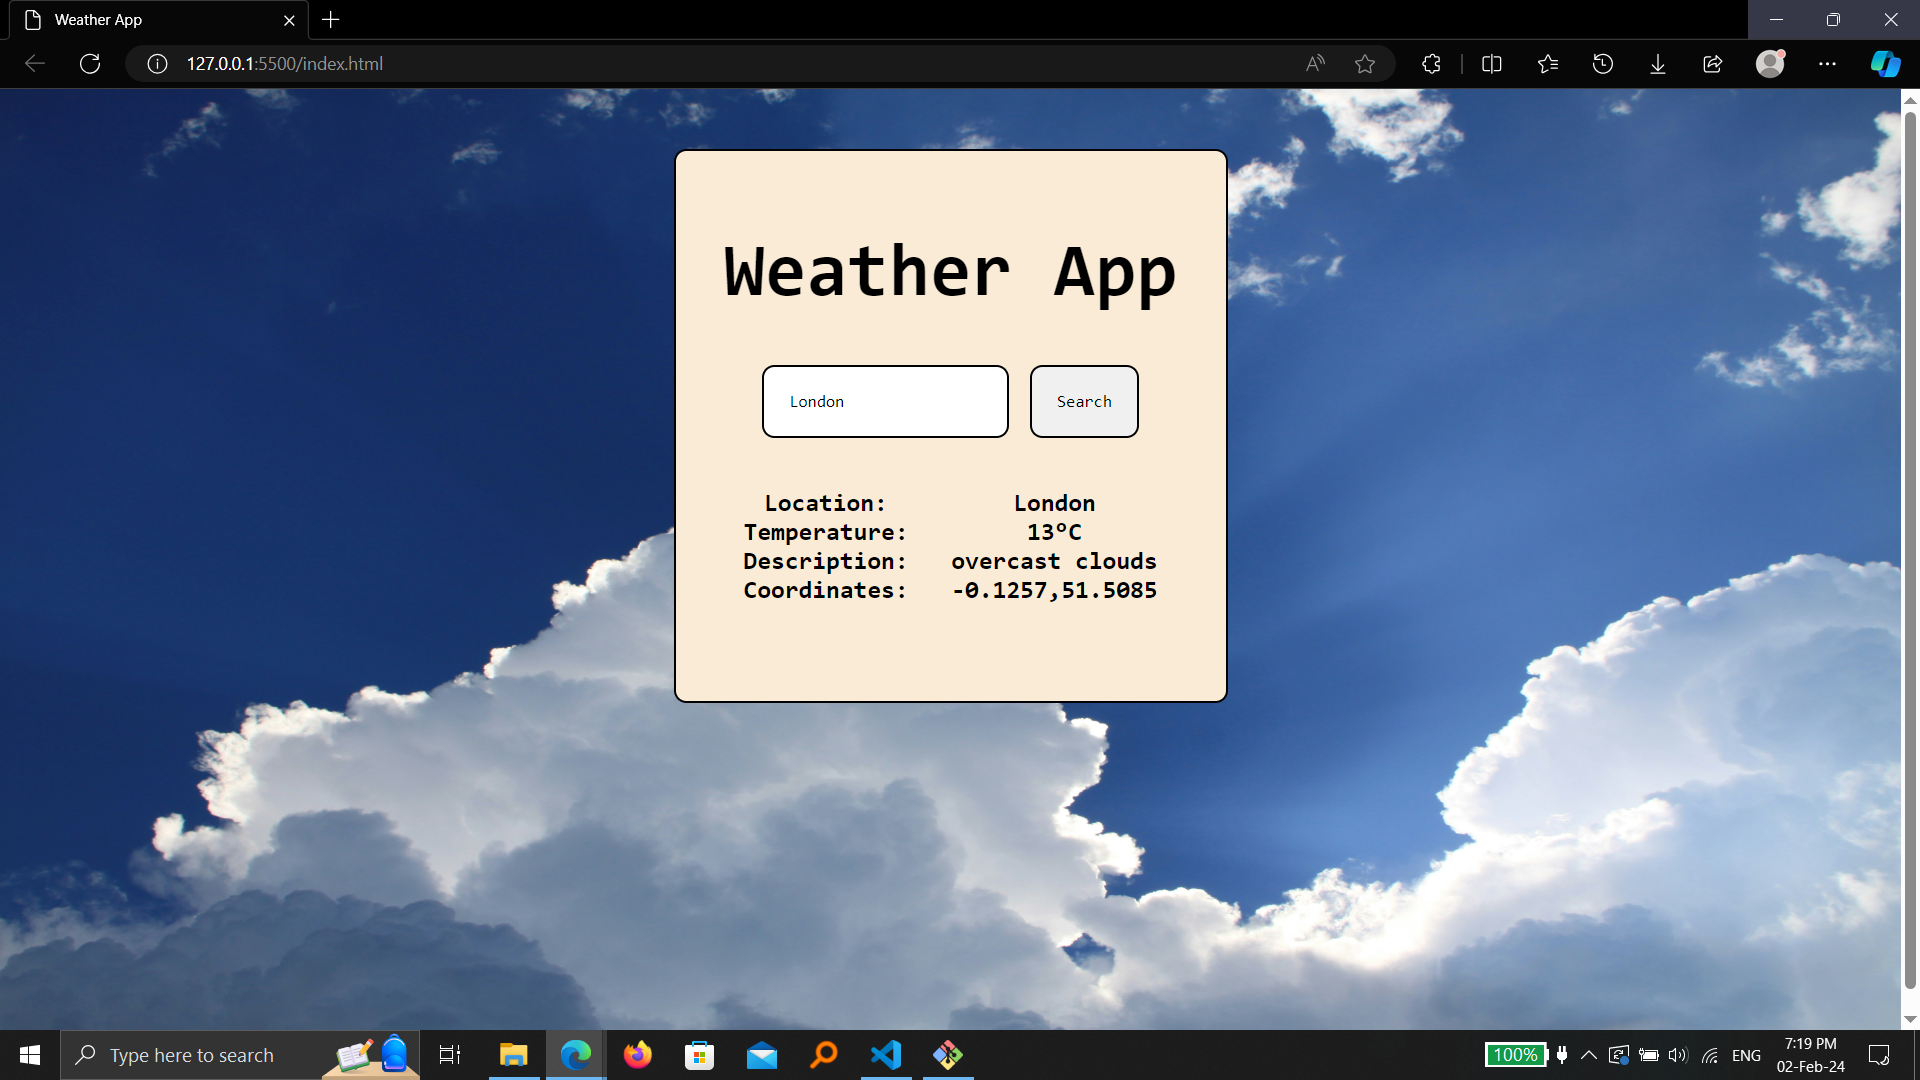 Weather App
127.0.0.1:5500/index.html
Weather App
London
Search
Location: London
Temperature: 13°C
Description: overcast clouds
Coordinates: -0.1257,51.5085
Type here to search
100%
ENG
7:19 PM
02-Feb-24